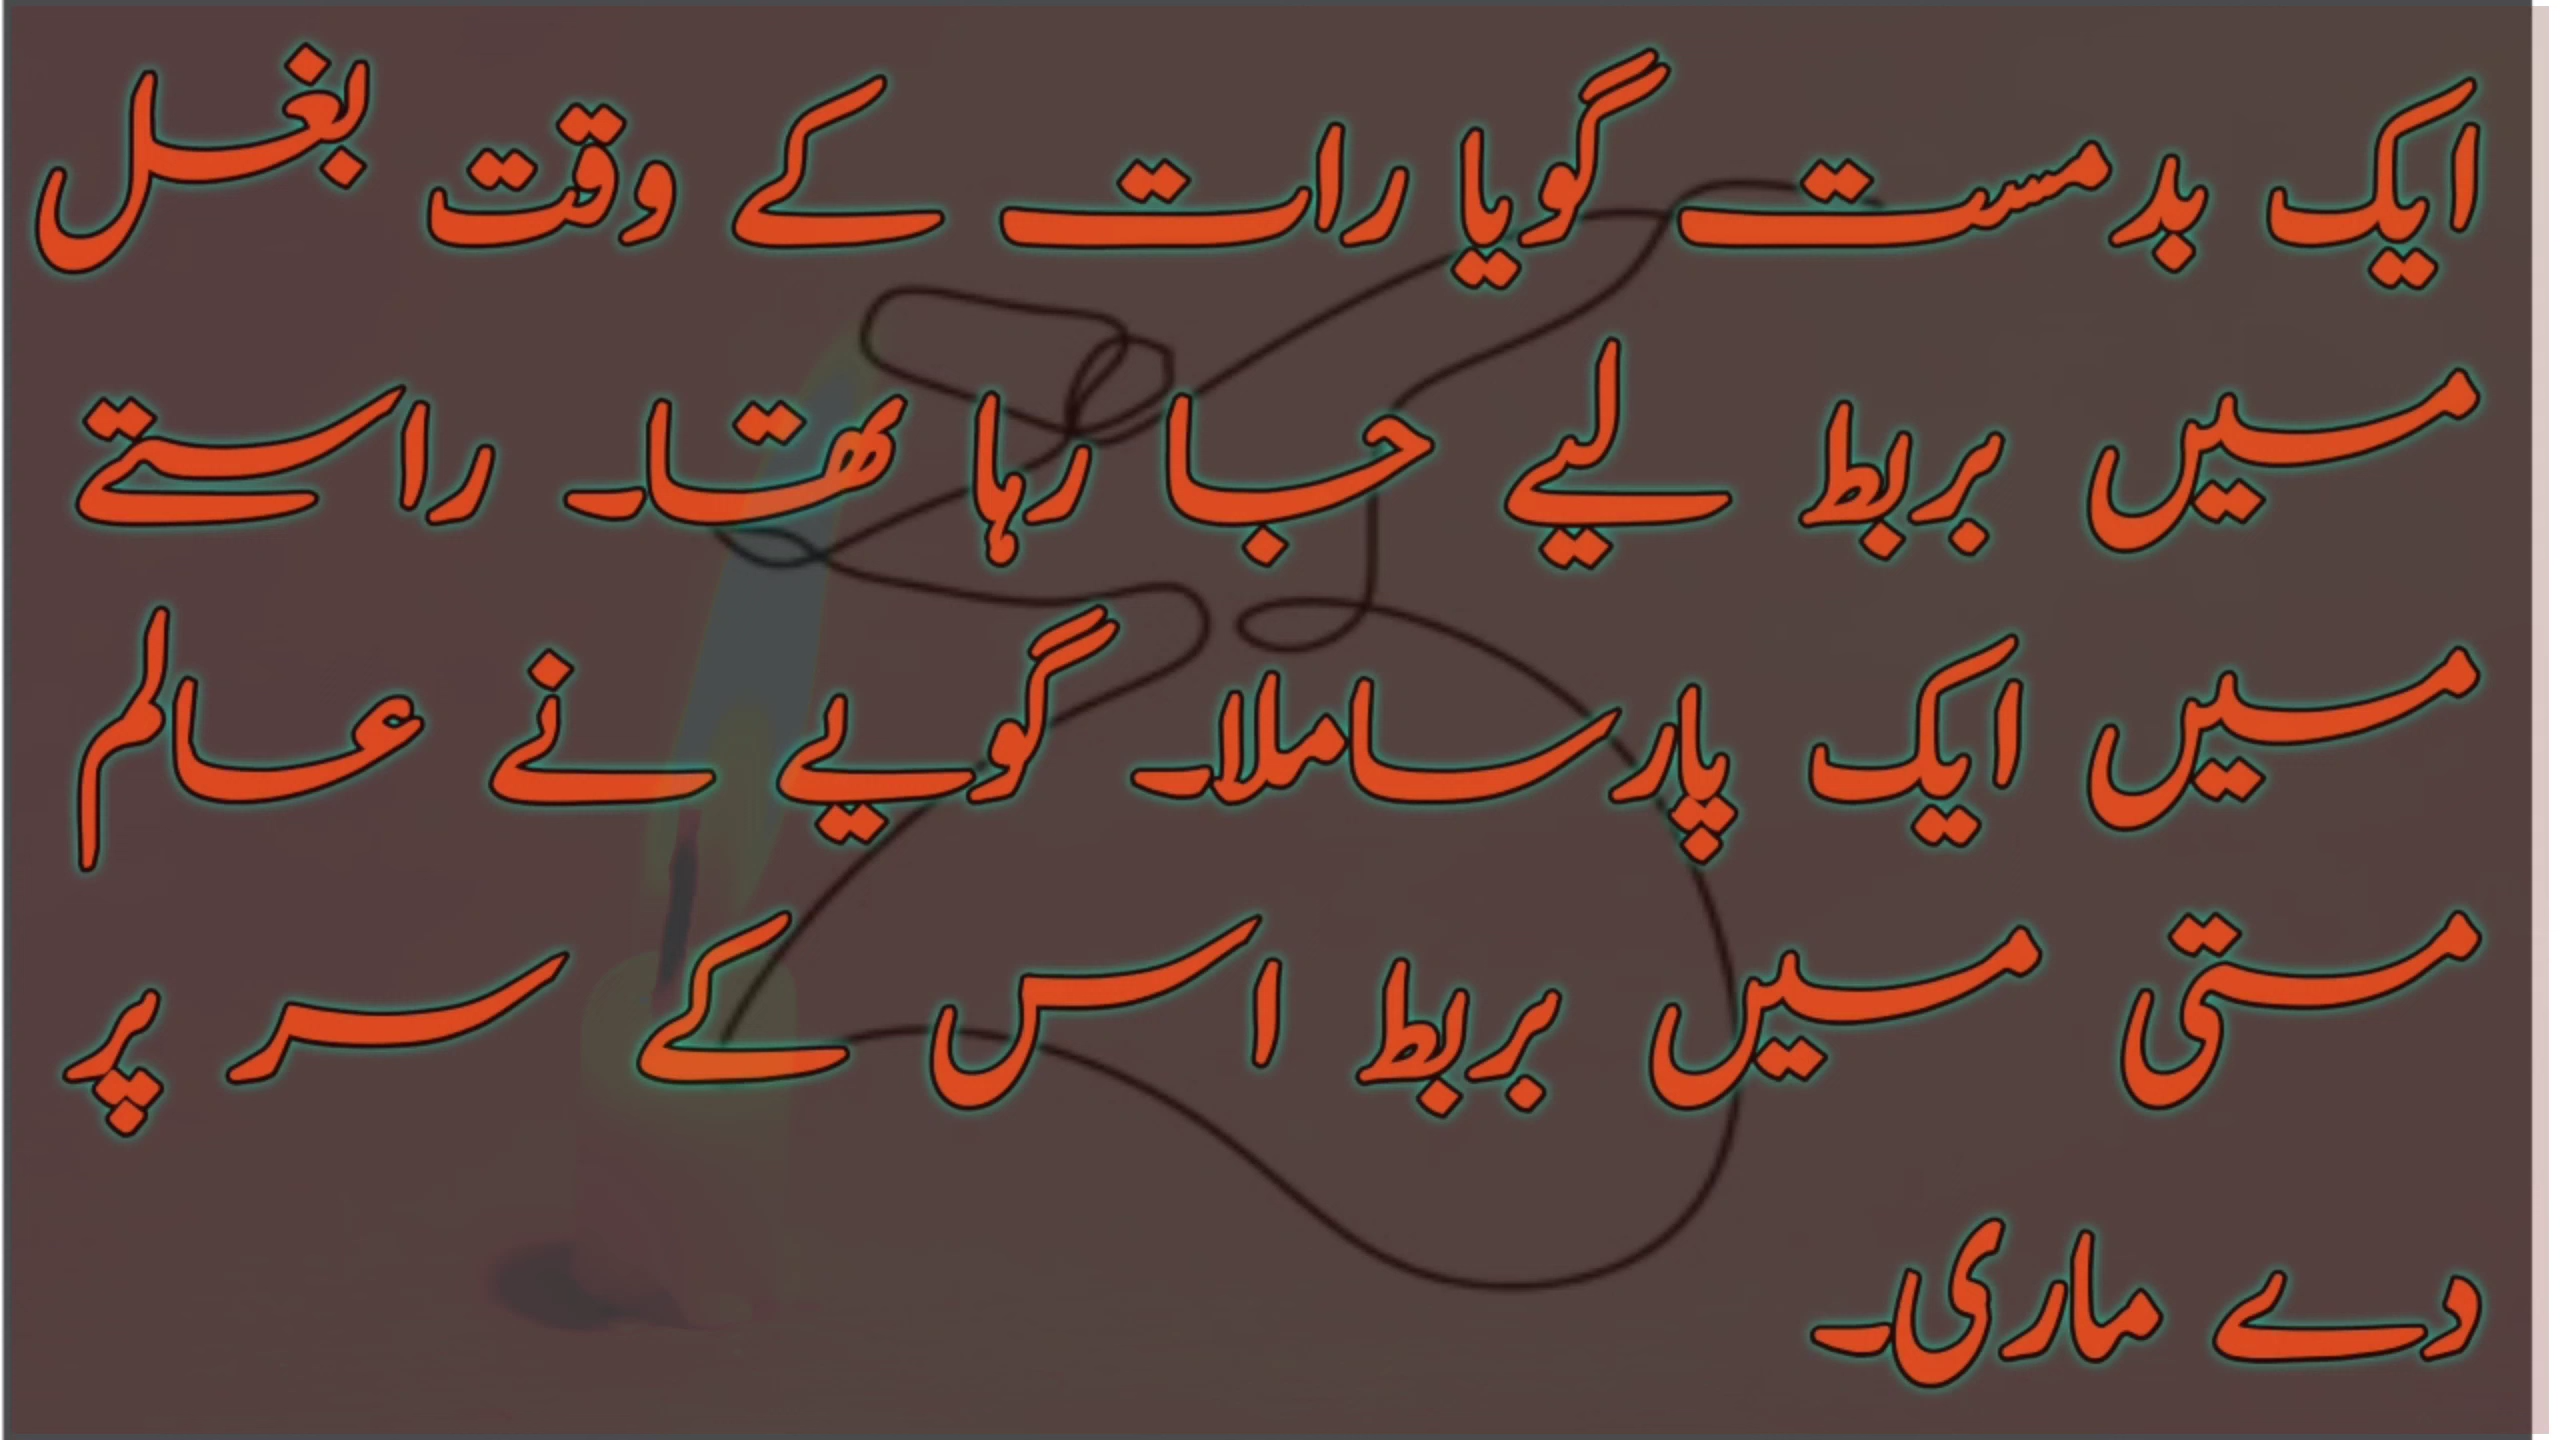 ایک بدمست گویا رات کے وقت بغل
میں بربط لیے جا رہا تھا۔ راستے
میں ایک پارسا ملا۔ گویے نے عالم
مستی میں بربط اس کے سر پر
دے ماری۔